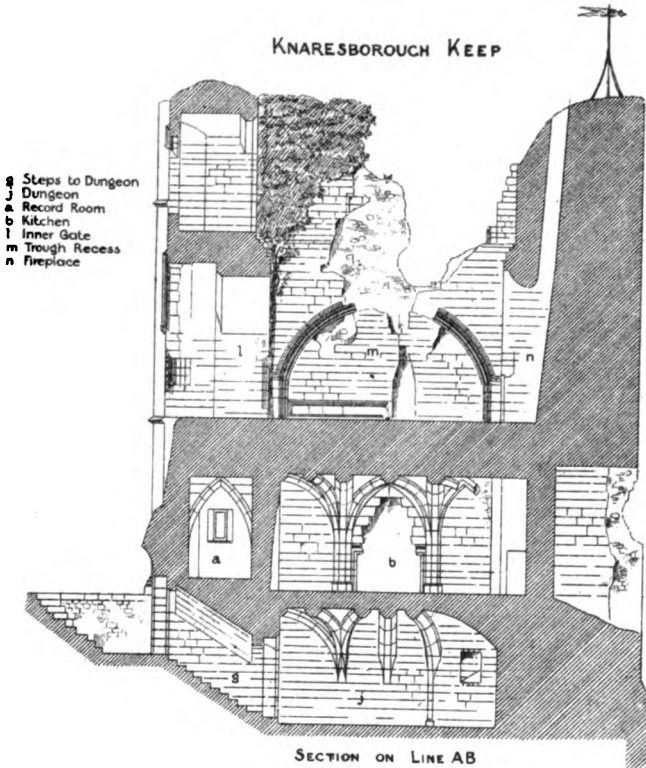 KNARESBOROUGH KEEP
g Steps to Dungeon
j Dungeon
a Record Room
b Kitchen
l Inner Gate
m Trough Recess
n Fireplace
l
m
n
a
b
g
j
SECTION ON LINE AB